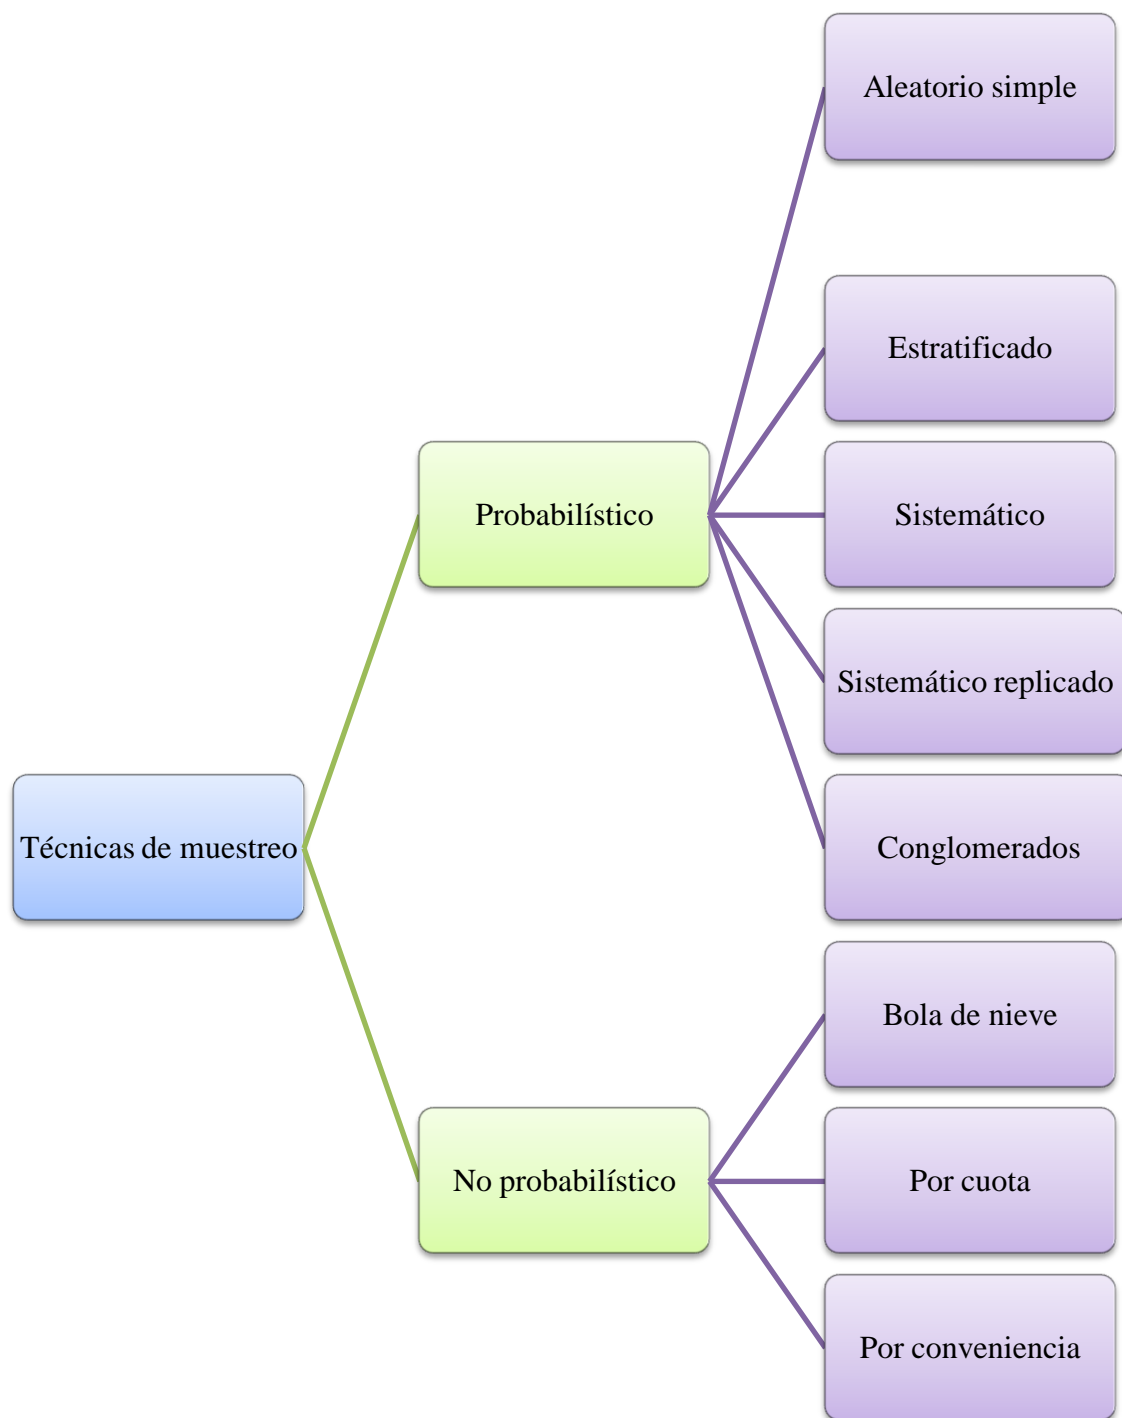 Técnicas de muestreo
Probabilístico
Aleatorio simple
Estratificado
Sistemático
Sistemático replicado
Conglomerados
No probabilístico
Bola de nieve
Por cuota
Por conveniencia